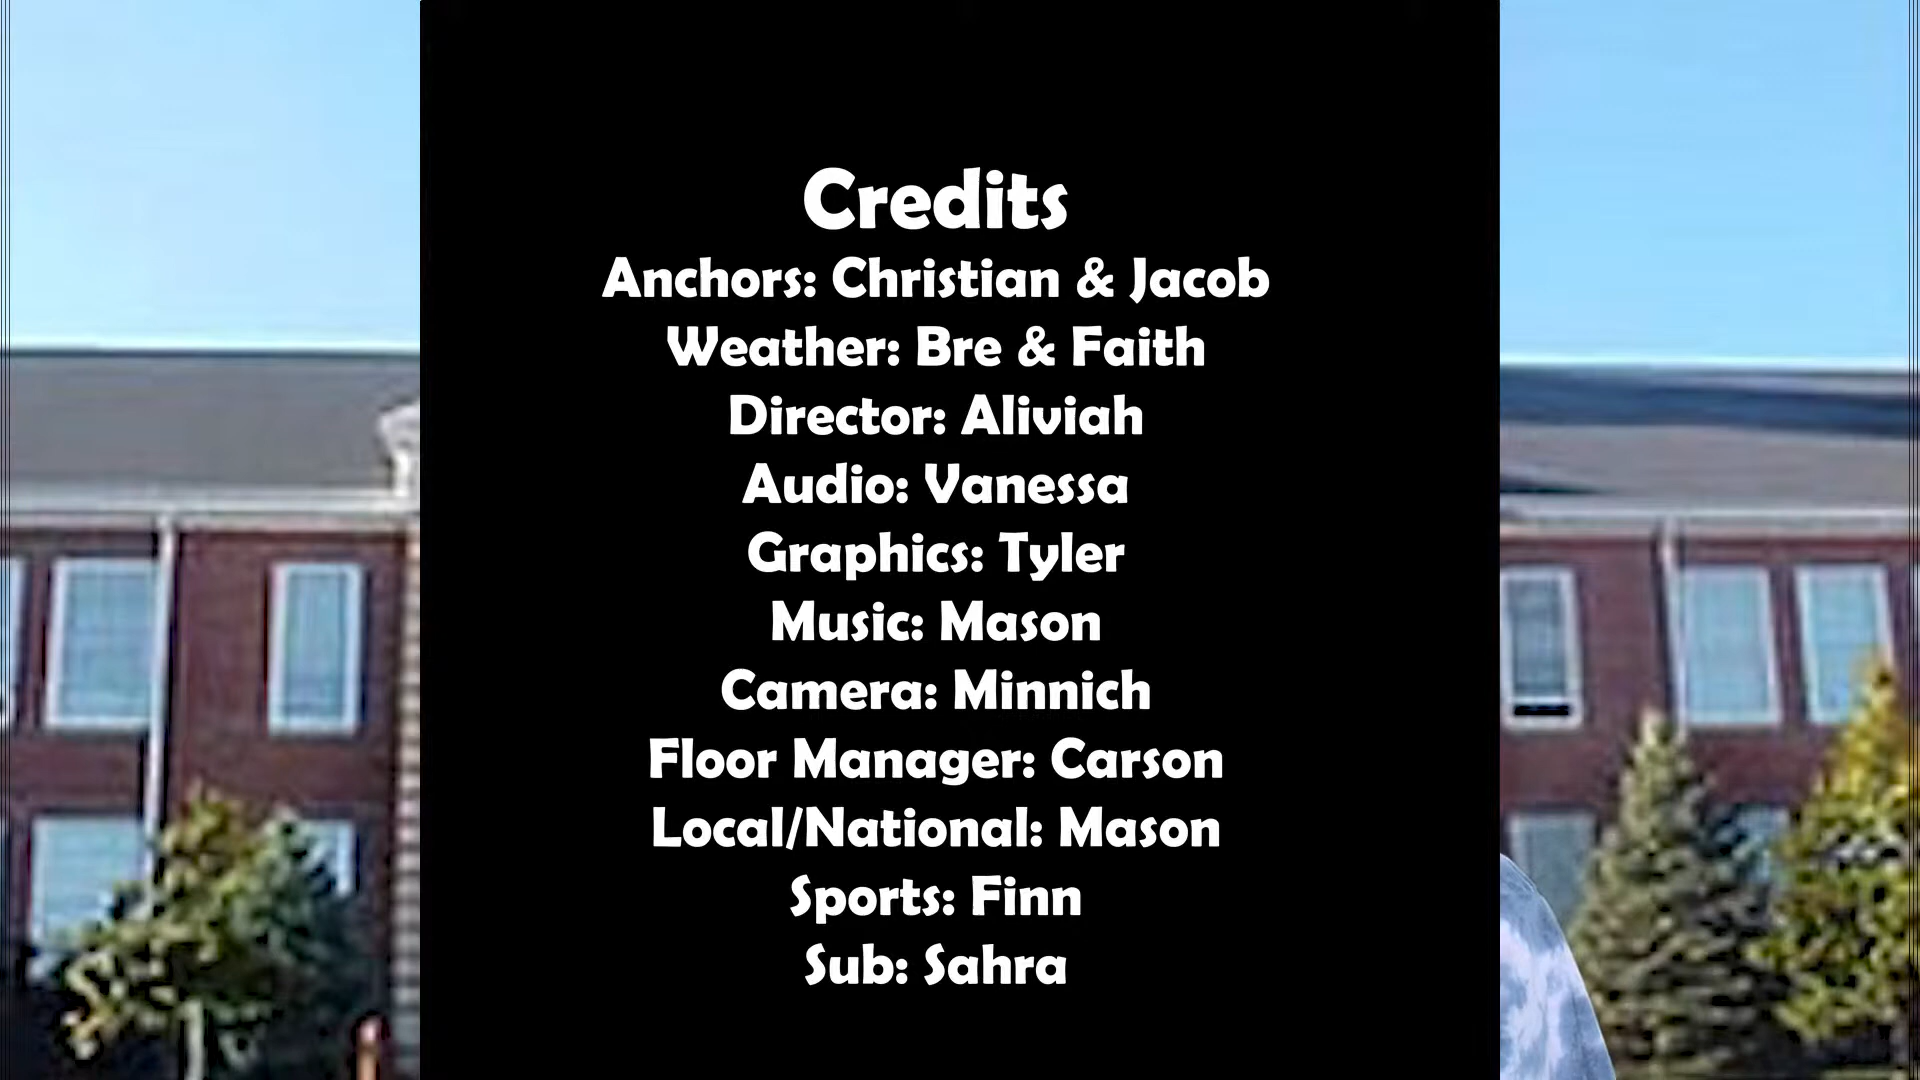 Credits
Anchors: Christian & Jacob
Weather: Bre & Faith
Director: Aliviah
Audio: Vanessa
Graphics: Tyler
Music: Mason
Camera: Minnich
Floor Manager: Carson
Local/National: Mason
Sports: Finn
Sub: Sahra